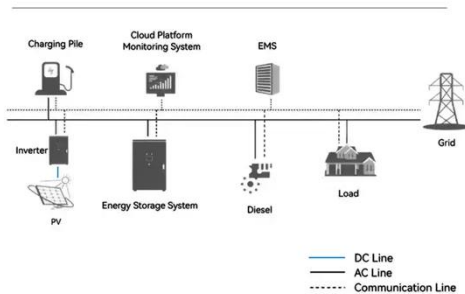 Charging Pile
Cloud Platform
Monitoring System
EMS
Grid
Inverter
PV
Energy Storage System
Diesel
Load
DC Line
AC Line
Communication Line